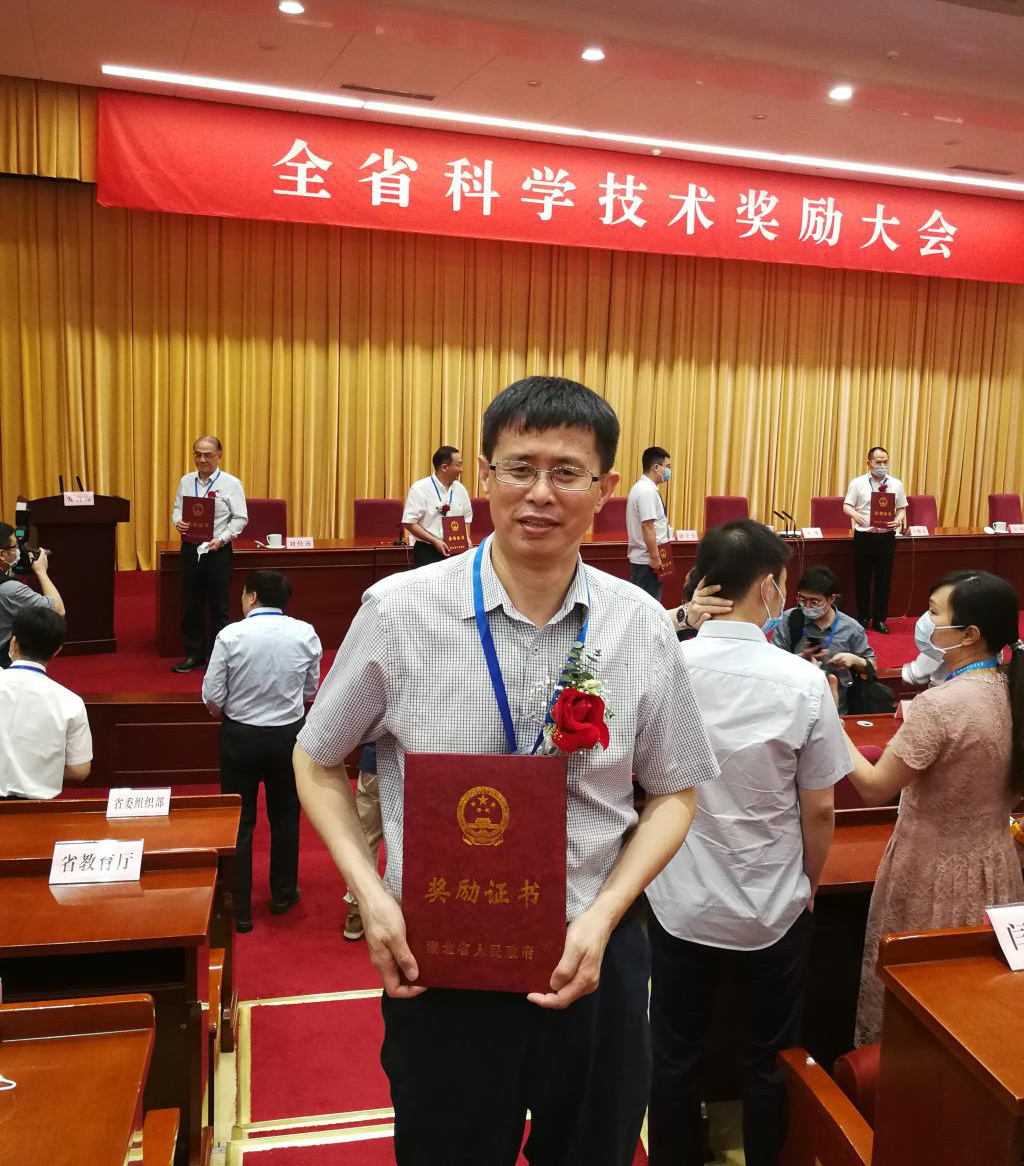 全省科学技术奖励大会
省委组织部
省教育厅
奖励证书
湖北省人民政府